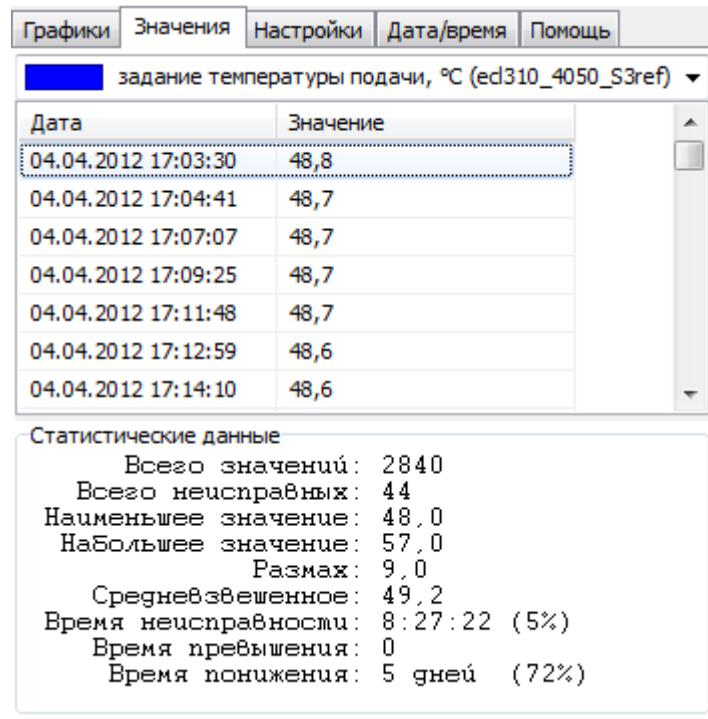 Графики Значения Настройки Дата/время Помощь
задание температуры подачи, °C (ecl310_4050_S3ref)
Дата Значение
04.04.2012 17:03:30 48,8
04.04.2012 17:04:41 48,7
04.04.2012 17:07:07 48,7
04.04.2012 17:09:25 48,7
04.04.2012 17:11:48 48,7
04.04.2012 17:12:59 48,6
04.04.2012 17:14:10 48,6
Статистические данные
Всего значений: 2840
Всего неисправных: 44
Наименьшее значение: 48,0
Набольшее значение: 57,0
Размах: 9,0
Средневзвешенное: 49,2
Время неисправности: 8:27:22 (5%)
Время превышения: 0
Время понижения: 5 дней (72%)